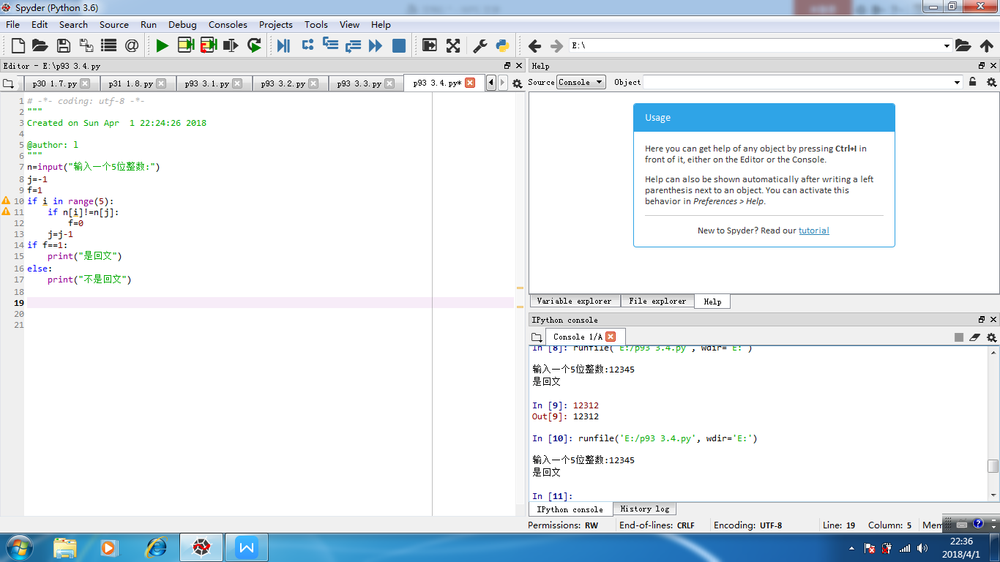 Spyder (Python 3.6)
File Edit Search Source Run Debug Consoles Projects Tools View Help
E:\
Editor - E:\p93 3.4.py
p30 1.7.py p31 1.8.py p93 3.1.py p93 3.2.py p93 3.3.py p93 3.4.py*
1 # -*- coding: utf-8 -*-
2 """
3 Created on Sun Apr  1 22:24:26 2018
4
5 @author: l
6 """
7 n=input("输入一个5位整数:")
8 j=-1
9 f=1
10 if i in range(5):
11     if n[i]!=n[j]:
12         f=0
13     j=j-1
14 if f==1:
15     print("是回文")
16 else:
17     print("不是回文")
18
19
20
21
Help
Source Console Object
Usage
Here you can get help of any object by pressing Ctrl+I in
front of it, either on the Editor or the Console.
Help can also be shown automatically after writing a left
parenthesis next to an object. You can activate this
behavior in Preferences > Help.
New to Spyder? Read our tutorial
Variable explorer File explorer Help
IPython console
Console 1/A
In [8]: runfile('E:/p93 3.4.py', wdir='E:')
输入一个5位整数:12345
是回文
In [9]: 12312
Out[9]: 12312
In [10]: runfile('E:/p93 3.4.py', wdir='E:')
输入一个5位整数:12345
是回文
In [11]:
IPython console History log
Permissions: RW End-of-lines: CRLF Encoding: UTF-8 Line: 19 Column: 5
22:36
2018/4/1